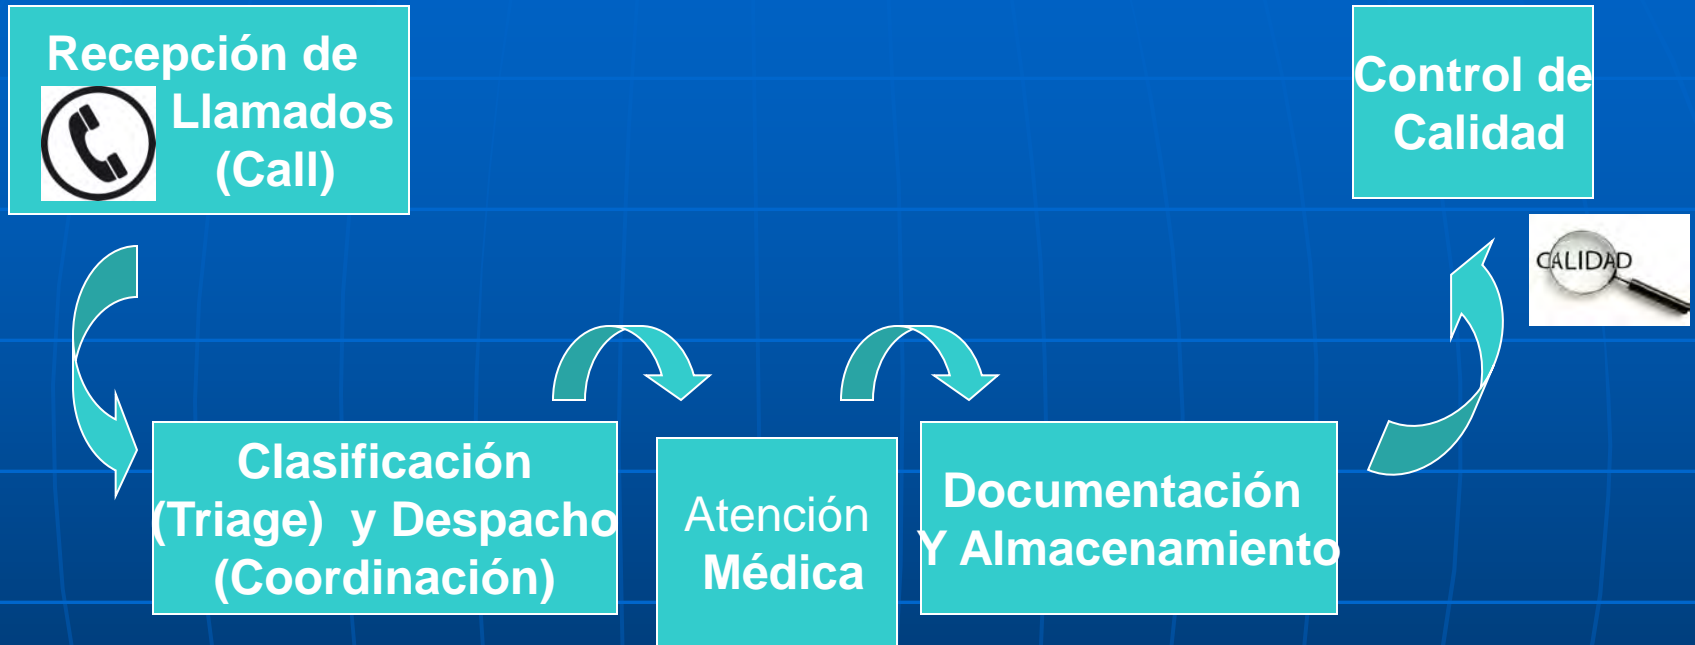 Recepción de
Llamados
(Call)
Clasificación
(Triage) y Despacho
(Coordinación)
Atención
Médica
Documentación
Y Almacenamiento
Control de
Calidad
CALIDAD